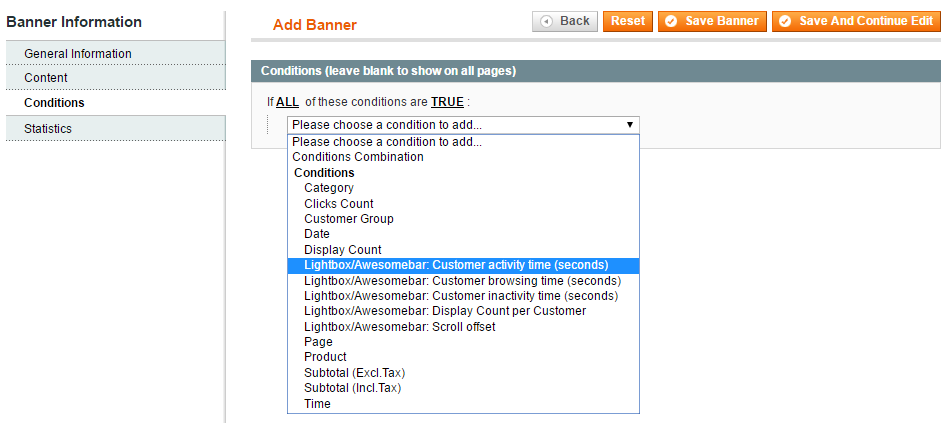 Banner Information
General Information
Content
Conditions
Statistics
Add Banner
Back
Reset
Save Banner
Save And Continue Edit
Conditions (leave blank to show on all pages)
If ALL of these conditions are TRUE :
Please choose a condition to add...
Please choose a condition to add...
Conditions Combination
Conditions
Category
Clicks Count
Customer Group
Date
Display Count
Lightbox/Awesomebar: Customer activity time (seconds)
Lightbox/Awesomebar: Customer browsing time (seconds)
Lightbox/Awesomebar: Customer inactivity time (seconds)
Lightbox/Awesomebar: Display Count per Customer
Lightbox/Awesomebar: Scroll offset
Page
Product
Subtotal (Excl.Tax)
Subtotal (Incl.Tax)
Time